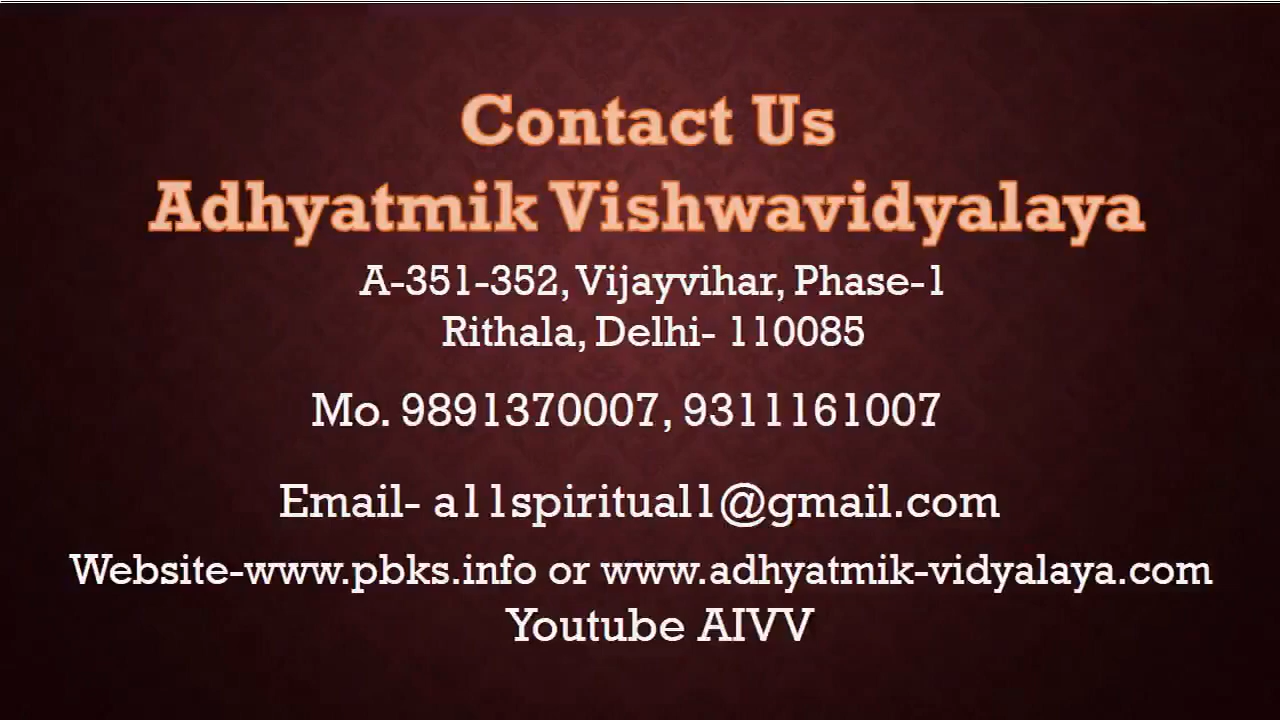 Contact Us
Adhyatmik Vishwavidyalaya
A-351-352, Vijayvihar, Phase-1
Rithala, Delhi- 110085
Mo. 9891370007, 9311161007
Email- a11spiritual1@gmail.com
Website-www.pbks.info or www.adhyatmik-vidyalaya.com
Youtube AIVV